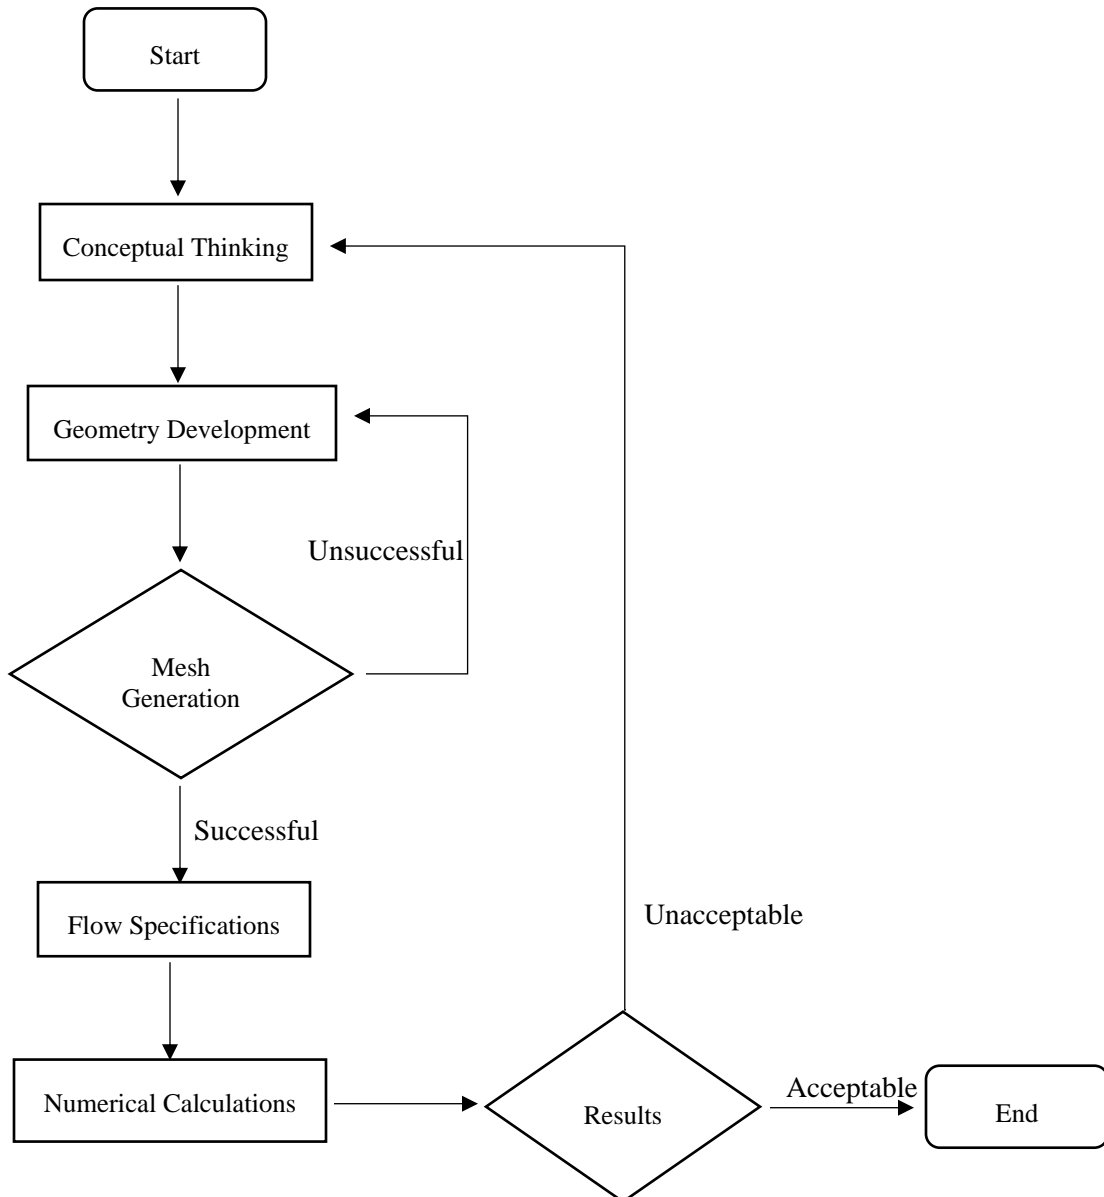 Start
Conceptual Thinking
Geometry Development
Unsuccessful
Mesh
Generation
Successful
Flow Specifications
Unacceptable
Numerical Calculations
Results
Acceptable
End